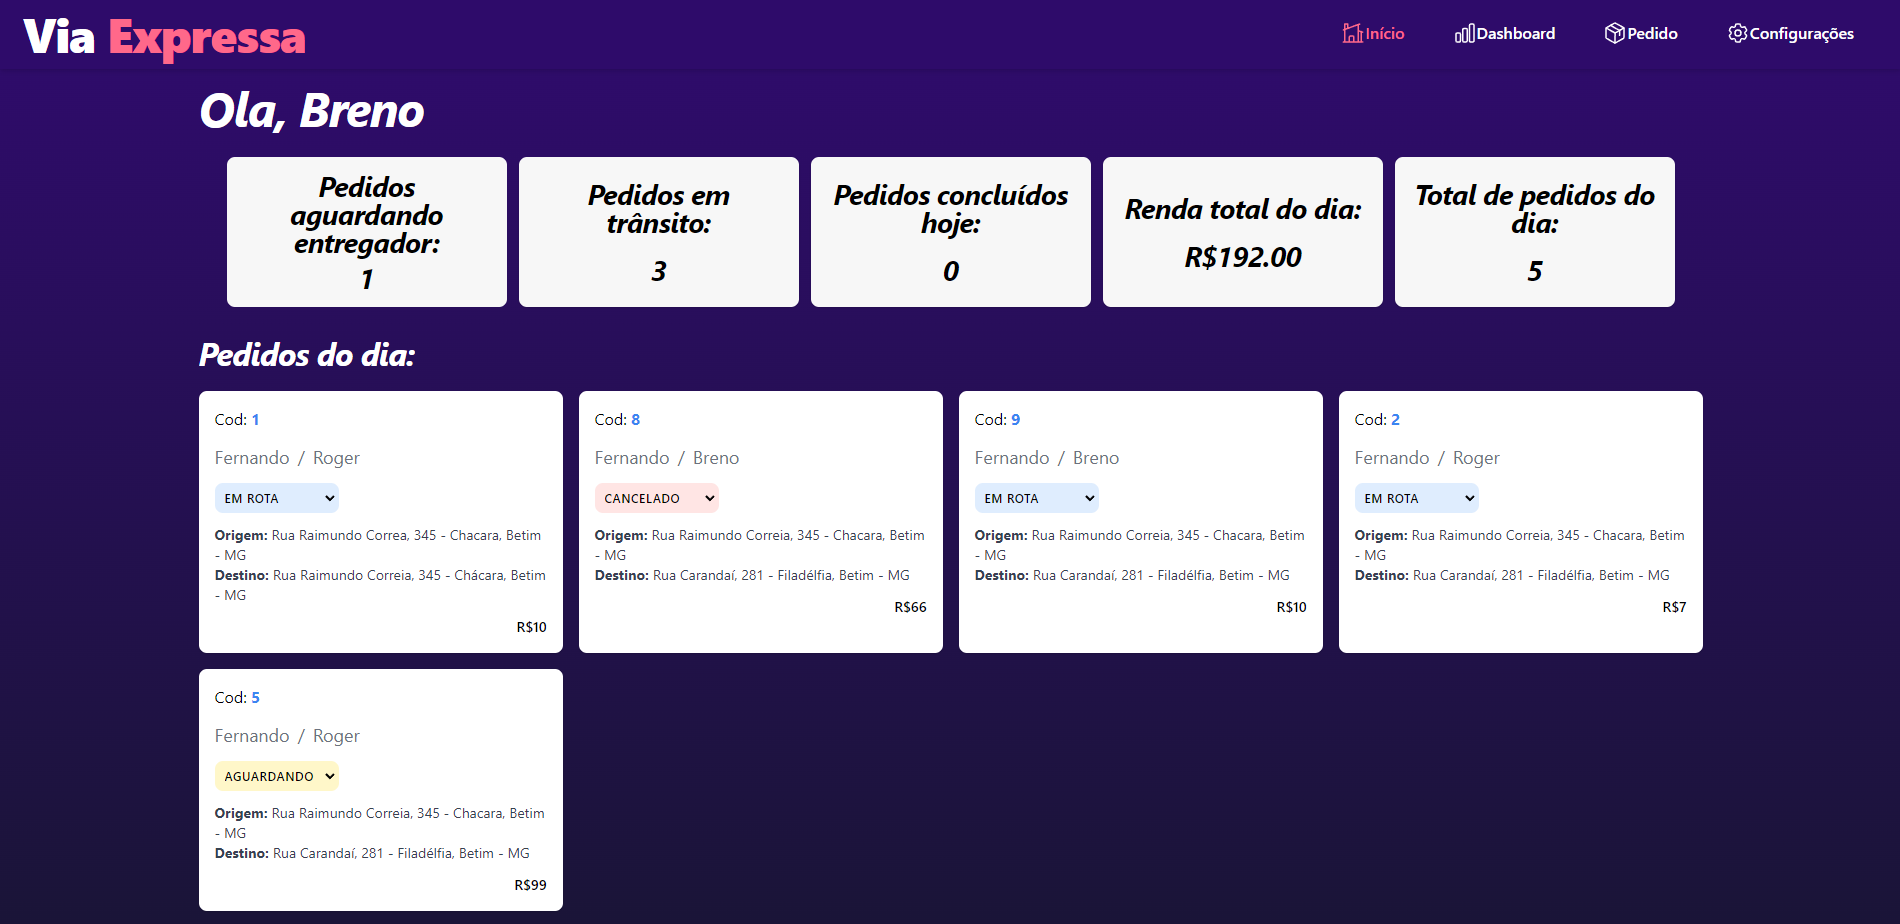 Via Expressa
Início
Dashboard
Pedido
Configurações
Ola, Breno
Pedidos
aguardando
entregador:
1
Pedidos em
trânsito:
3
Pedidos concluídos
hoje:
0
Renda total do dia:
R$192.00
Total de pedidos do
dia:
5
Pedidos do dia:
Cod: 1
Fernando / Roger
EM ROTA
Origem: Rua Raimundo Correa, 345 - Chacara, Betim
- MG
Destino: Rua Raimundo Correia, 345 - Chácara, Betim
- MG
R$10
Cod: 8
Fernando / Breno
CANCELADO
Origem: Rua Raimundo Correia, 345 - Chacara, Betim
- MG
Destino: Rua Carandaí, 281 - Filadélfia, Betim - MG
R$66
Cod: 9
Fernando / Breno
EM ROTA
Origem: Rua Raimundo Correia, 345 - Chacara, Betim
- MG
Destino: Rua Carandaí, 281 - Filadélfia, Betim - MG
R$10
Cod: 2
Fernando / Roger
EM ROTA
Origem: Rua Raimundo Correia, 345 - Chacara, Betim
- MG
Destino: Rua Carandaí, 281 - Filadélfia, Betim - MG
R$7
Cod: 5
Fernando / Roger
AGUARDANDO
Origem: Rua Raimundo Correia, 345 - Chacara, Betim
- MG
Destino: Rua Carandaí, 281 - Filadélfia, Betim - MG
R$99